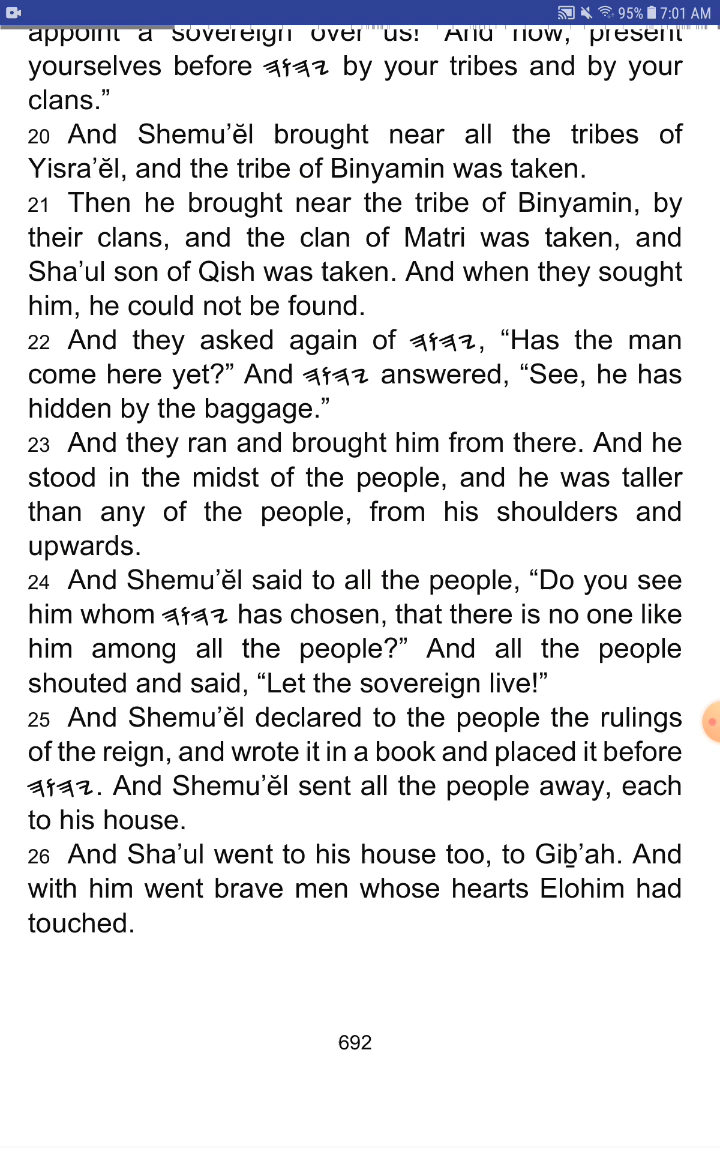 95% 7:01 AM
appoint a sovereign over us!’ And now, present
yourselves before 𐤉𐤄𐤅𐤄 by your tribes and by your
clans.”
20 And Shemu’ĕl brought near all the tribes of
Yisra’ĕl, and the tribe of Binyamin was taken.
21 Then he brought near the tribe of Binyamin, by
their clans, and the clan of Matri was taken, and
Sha’ul son of Qish was taken. And when they sought
him, he could not be found.
22 And they asked again of 𐤉𐤄𐤅𐤄, “Has the man
come here yet?” And 𐤉𐤄𐤅𐤄 answered, “See, he has
hidden by the baggage.”
23 And they ran and brought him from there. And he
stood in the midst of the people, and he was taller
than any of the people, from his shoulders and
upwards.
24 And Shemu’ĕl said to all the people, “Do you see
him whom 𐤉𐤄𐤅𐤄 has chosen, that there is no one like
him among all the people?” And all the people
shouted and said, “Let the sovereign live!”
25 And Shemu’ĕl declared to the people the rulings
of the reign, and wrote it in a book and placed it before
𐤉𐤄𐤅𐤄. And Shemu’ĕl sent all the people away, each
to his house.
26 And Sha’ul went to his house too, to Giḇ’ah. And
with him went brave men whose hearts Elohim had
touched.
692